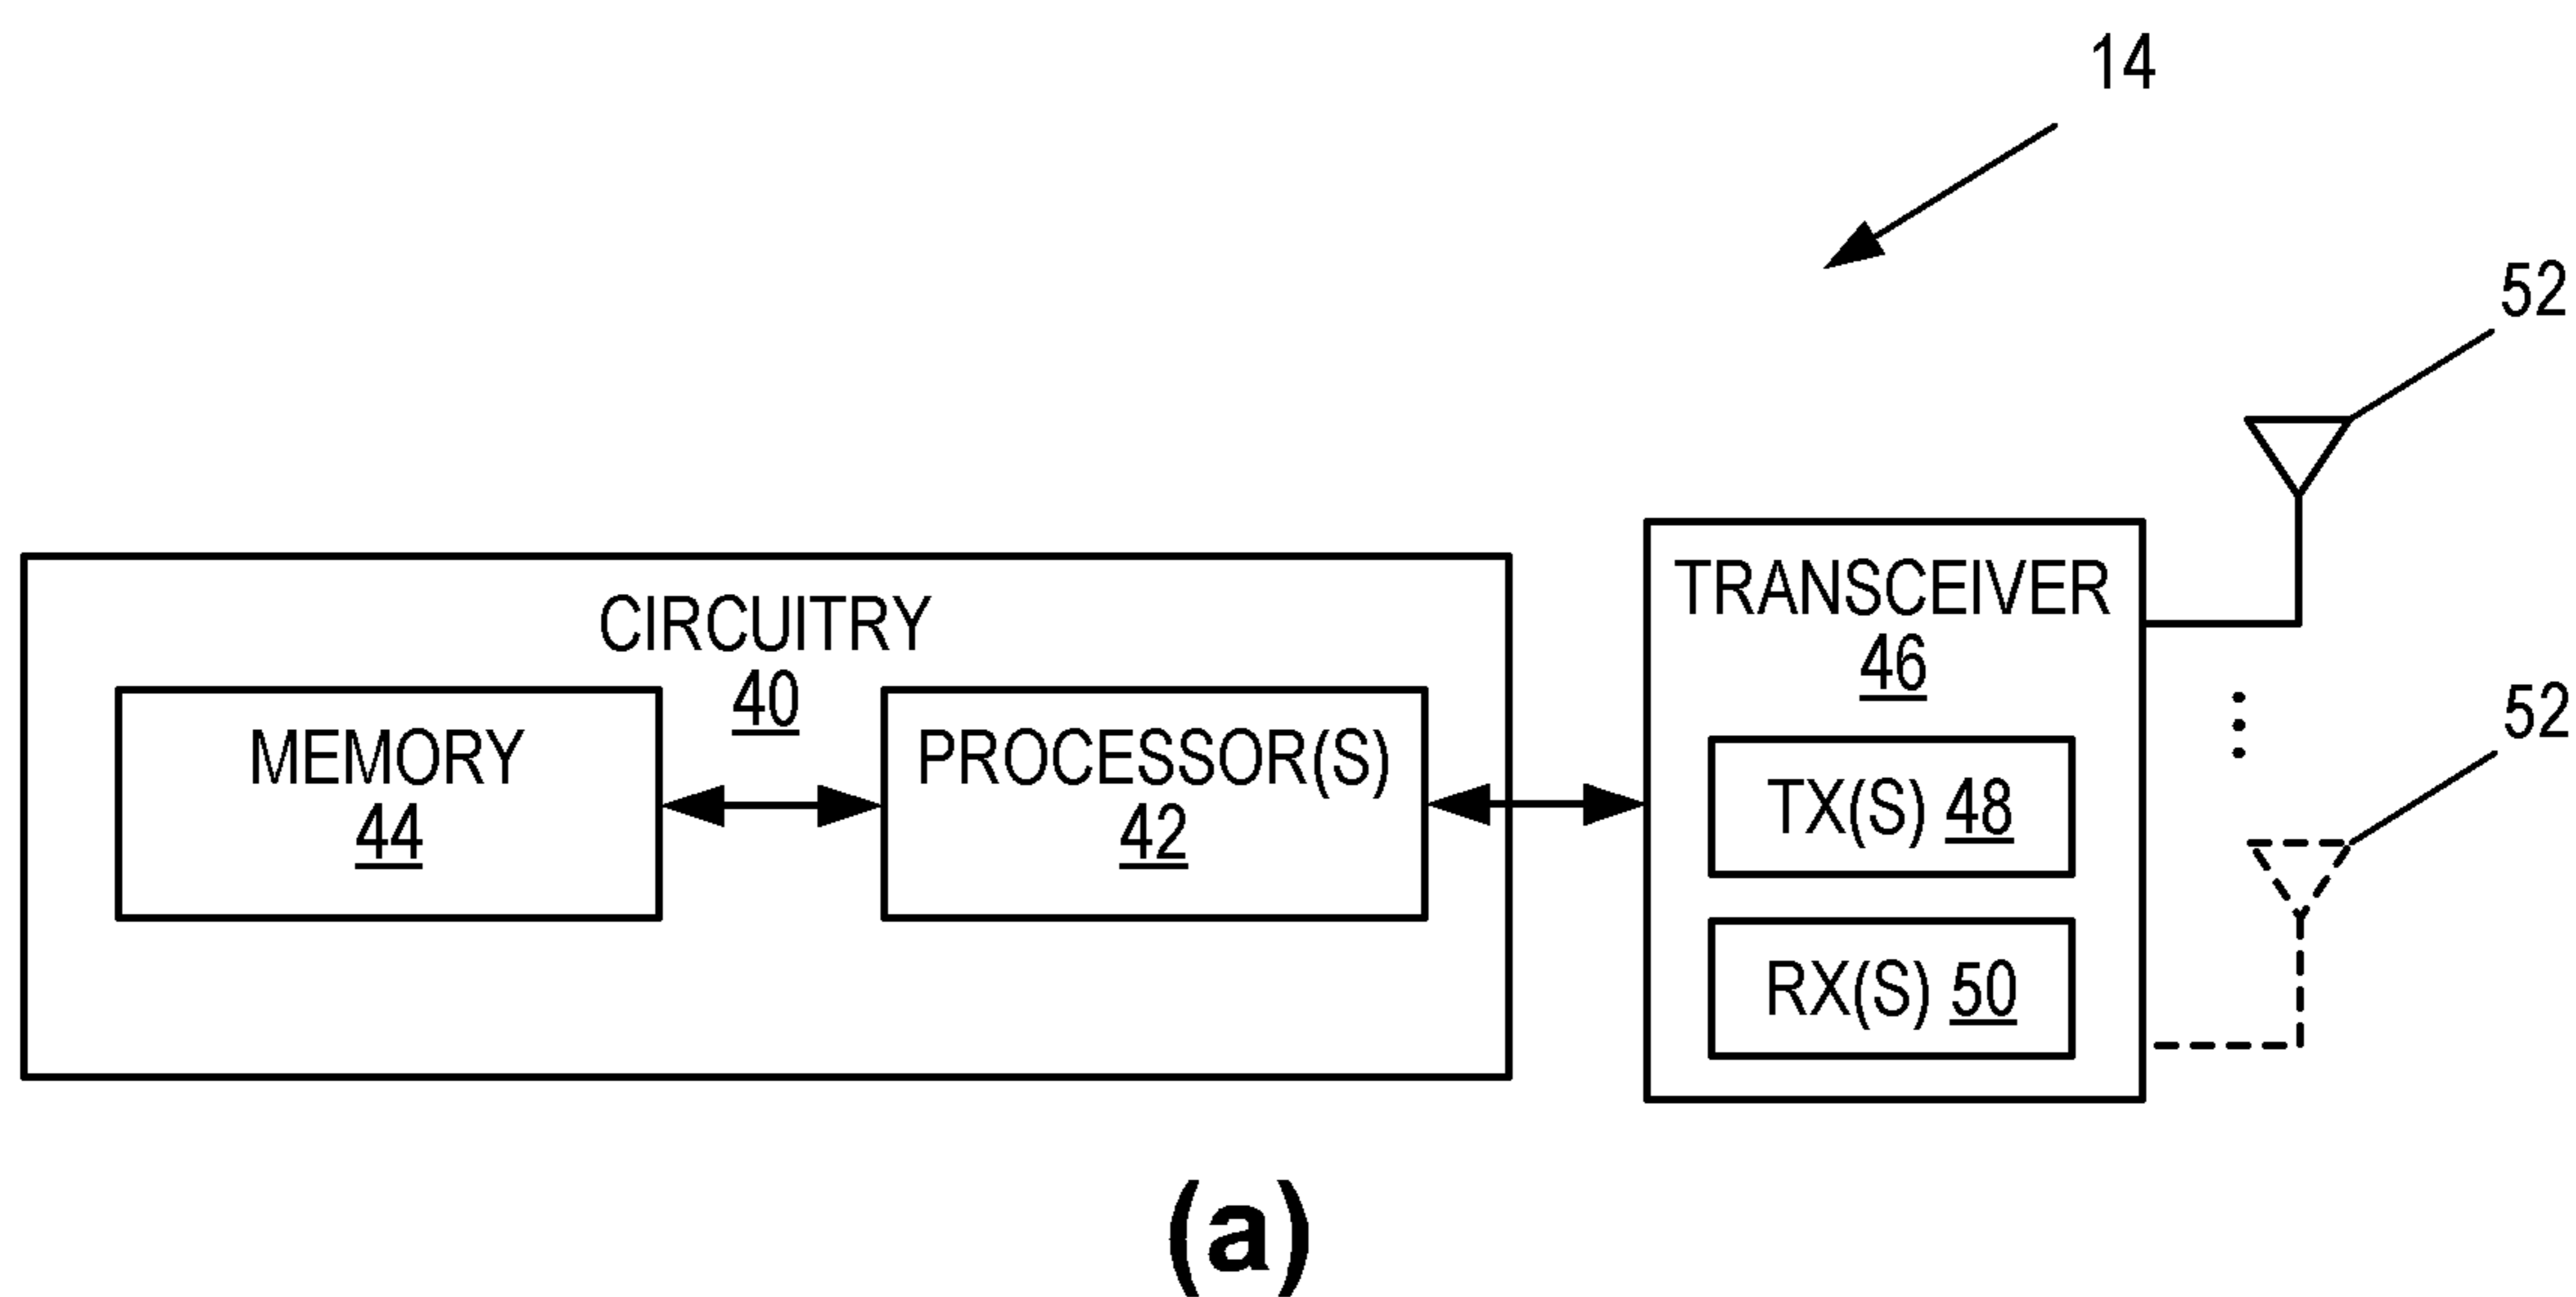 14
52
CIRCUITRY
40
MEMORY
44
PROCESSOR(S)
42
TRANSCEIVER
46
TX(S) 48
RX(S) 50
52
(a)